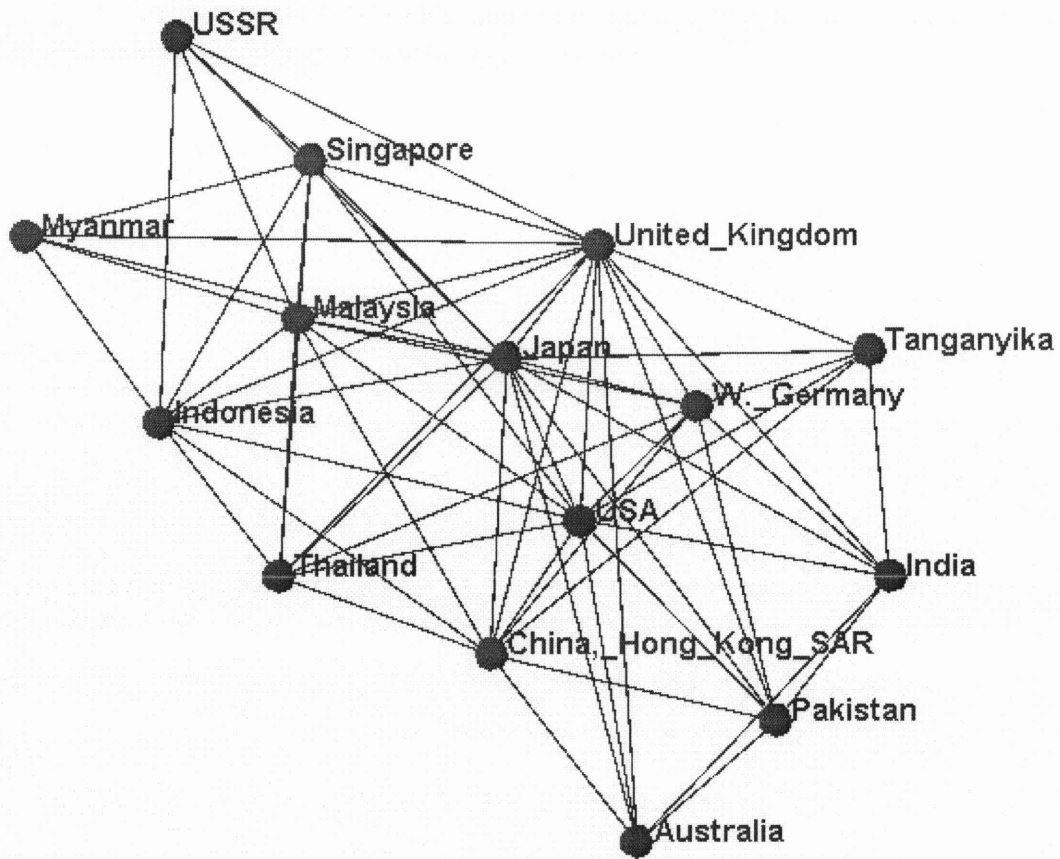 USSR
Singapore
Myanmar
United_Kingdom
Malaysia
Japan
Tanganyika
W._Germany
Indonesia
USA
Thailand
India
China,_Hong_Kong_SAR
Pakistan
Australia